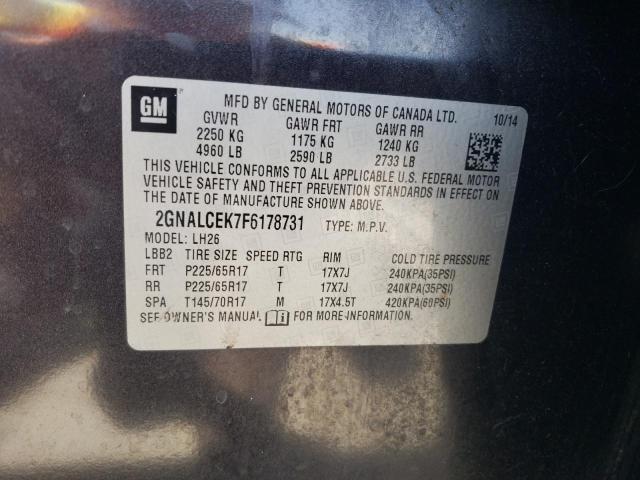 GM
MFD BY GENERAL MOTORS OF CANADA LTD. 10/14
GVWR GAWR FRT GAWR RR
2250 KG 1175 KG 1240 KG
4960 LB 2590 LB 2733 LB
THIS VEHICLE CONFORMS TO ALL APPLICABLE U.S. FEDERAL MOTOR
VEHICLE SAFETY AND THEFT PREVENTION STANDARDS IN EFFECT ON
THE DATE OF MANUFACTURE SHOWN ABOVE.
2GNALCEK7F6178731 TYPE: M.P.V.
MODEL: LH26
LBB2 TIRE SIZE SPEED RTG RIM COLD TIRE PRESSURE
FRT P225/65R17 T 17X7J 240KPA(35PSI)
RR P225/65R17 T 17X7J 240KPA(35PSI)
SPA T145/70R17 M 17X4.5T 420KPA(60PSI)
SEE OWNER'S MANUAL FOR MORE INFORMATION.